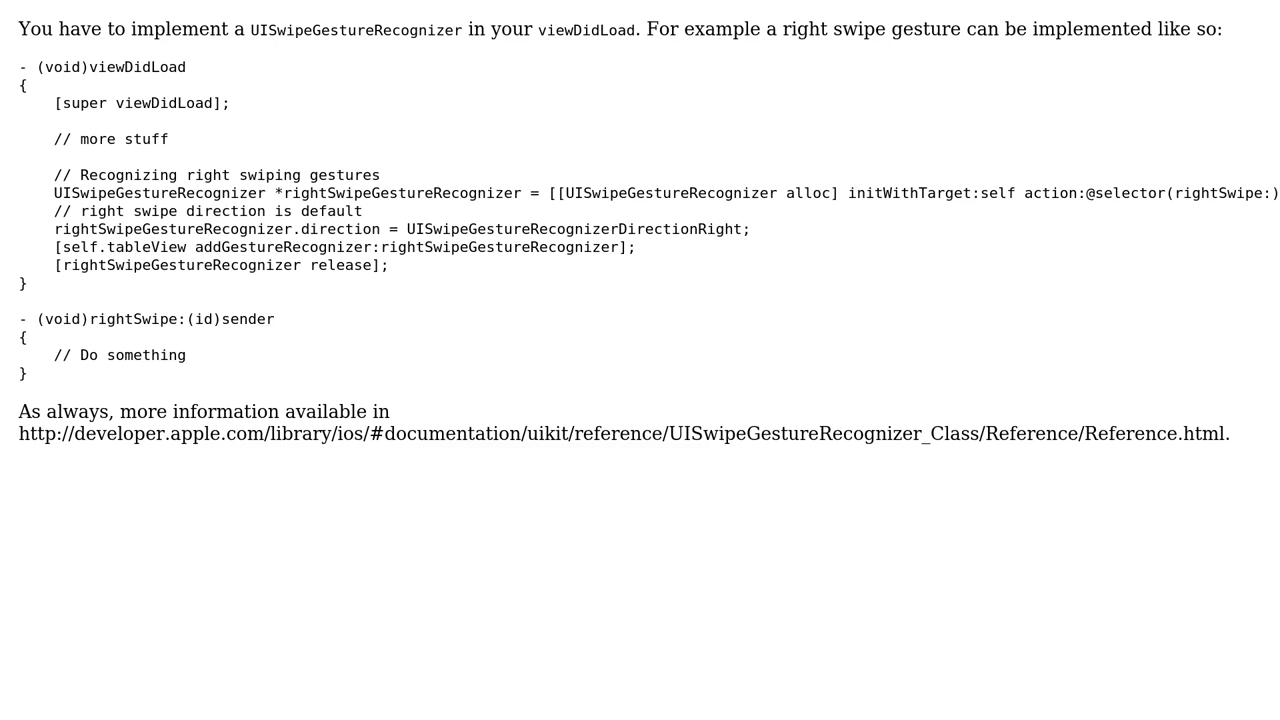 You have to implement a UISwipeGestureRecognizer in your viewDidLoad. For example a right swipe gesture can be implemented like so:
- (void)viewDidLoad
{
    [super viewDidLoad];
    // more stuff
    // Recognizing right swiping gestures
    UISwipeGestureRecognizer *rightSwipeGestureRecognizer = [[UISwipeGestureRecognizer alloc] initWithTarget:self action:@selector(rightSwipe:)
    // right swipe direction is default
    rightSwipeGestureRecognizer.direction = UISwipeGestureRecognizerDirectionRight;
    [self.tableView addGestureRecognizer:rightSwipeGestureRecognizer];
    [rightSwipeGestureRecognizer release];
}
- (void)rightSwipe:(id)sender
{
    // Do something
}
As always, more information available in
http://developer.apple.com/library/ios/#documentation/uikit/reference/UISwipeGestureRecognizer_Class/Reference/Reference.html.